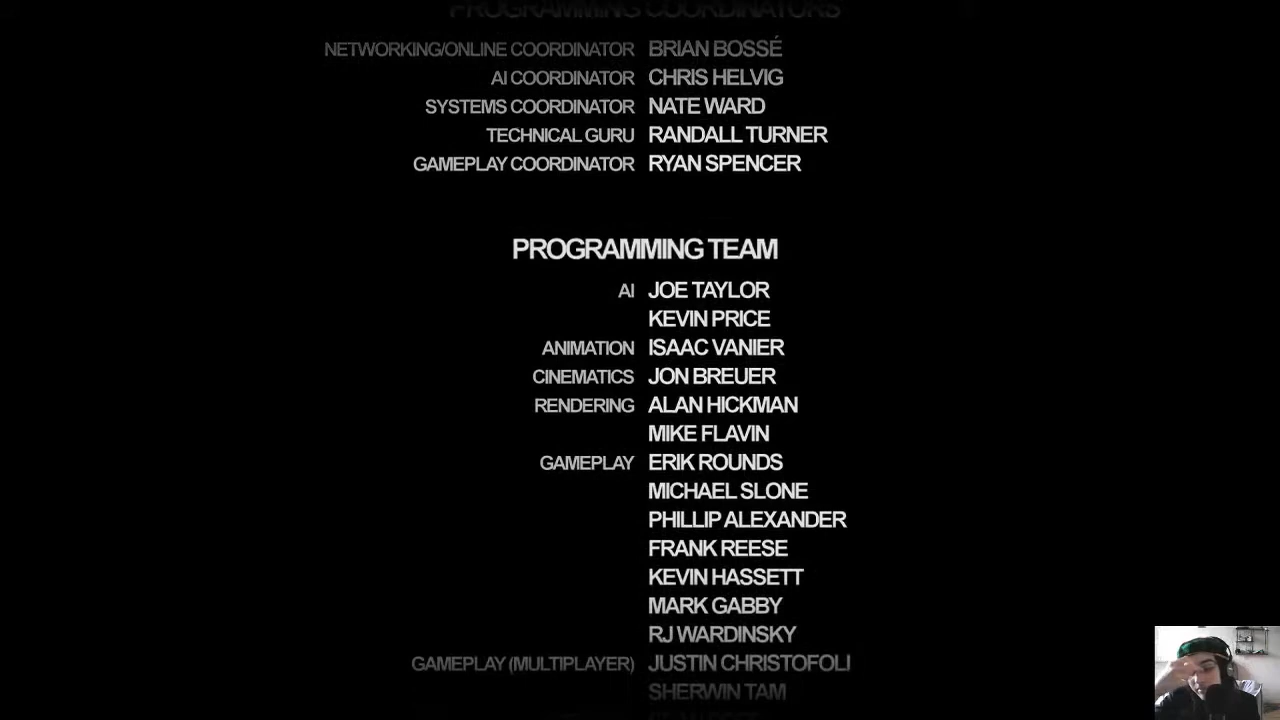 PROGRAMMING COORDINATORS
NETWORKING/ONLINE COORDINATOR BRIAN BOSSÉ
AI COORDINATOR CHRIS HELVIG
SYSTEMS COORDINATOR NATE WARD
TECHNICAL GURU RANDALL TURNER
GAMEPLAY COORDINATOR RYAN SPENCER
PROGRAMMING TEAM
AI JOE TAYLOR
KEVIN PRICE
ANIMATION ISAAC VANIER
CINEMATICS JON BREUER
RENDERING ALAN HICKMAN
MIKE FLAVIN
GAMEPLAY ERIK ROUNDS
MICHAEL SLONE
PHILLIP ALEXANDER
FRANK REESE
KEVIN HASSETT
MARK GABBY
RJ WARDINSKY
GAMEPLAY (MULTIPLAYER) JUSTIN CHRISTOFOLI
SHERWIN TAM